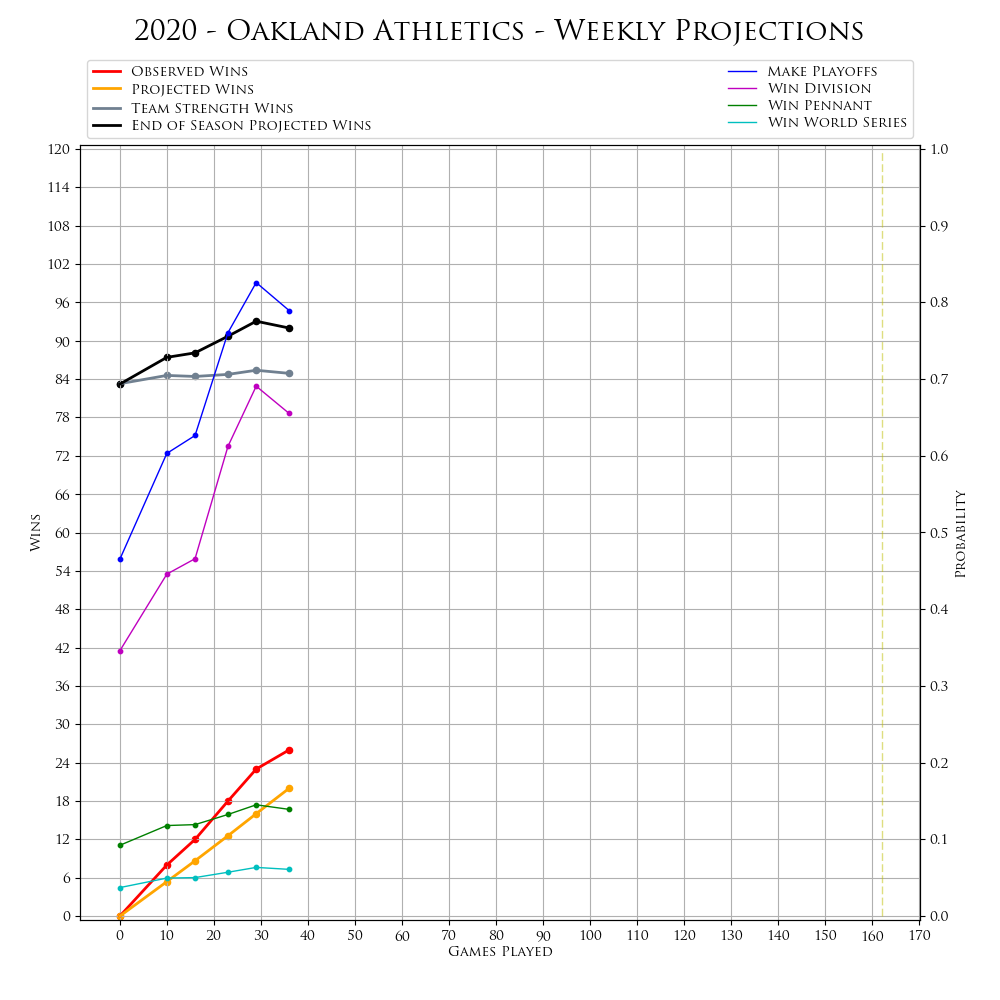 2020 - Oakland Athletics - Weekly Projections
Observed Wins
Projected Wins
Team Strength Wins
End of Season Projected Wins
Make Playoffs
Win Division
Win Pennant
Win World Series
120
114
108
102
96
90
84
78
72
66
60
54
48
42
36
30
24
18
12
6
0
Wins
1.0
0.9
0.8
0.7
0.6
0.5
0.4
0.3
0.2
0.1
0.0
Probability
0 10 20 30 40 50 60 70 80 90 100 110 120 130 140 150 160 170
Games Played